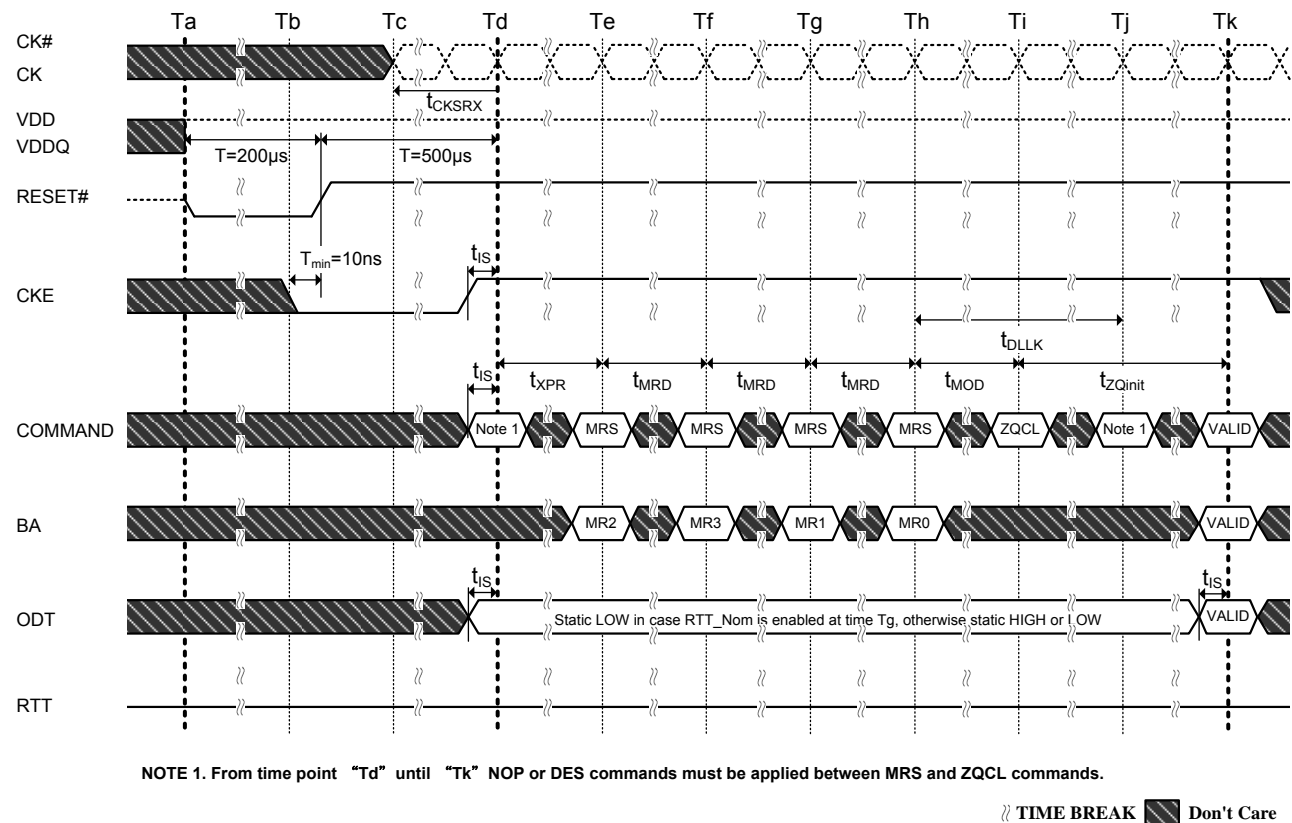 Ta Tb Tc Td Te Tf Tg Th Ti Tj Tk
CK#
CK
tCKSRX
VDD
VDDQ
T=200µs T=500µs
RESET#
Tmin=10ns tIS
CKE
tDLLK
tIS tXPR tMRD tMRD tMRD tMOD tZQinit
COMMAND Note 1 MRS MRS MRS MRS ZQCL Note 1 VALID
BA MR2 MR3 MR1 MR0 VALID
tIS tIS
ODT Static LOW in case RTT_Nom is enabled at time Tg, otherwise static HIGH or LOW VALID
RTT
NOTE 1. From time point “Td” until “Tk” NOP or DES commands must be applied between MRS and ZQCL commands.
TIME BREAK Don't Care